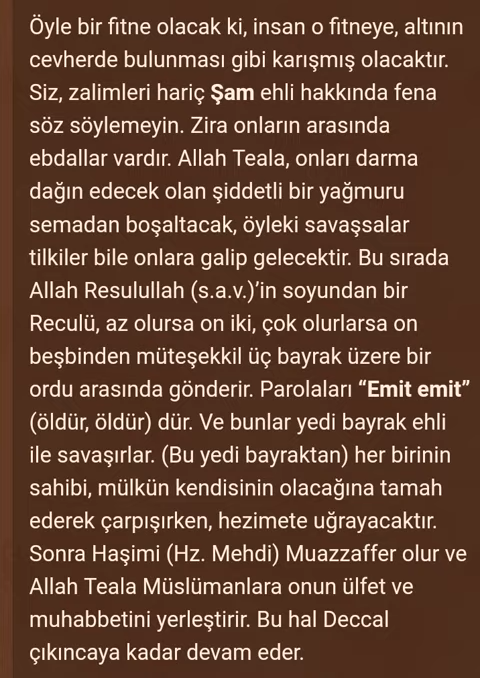 Öyle bir fitne olacak ki, insan o fitneye, altının
cevherde bulunması gibi karışmış olacaktır.
Siz, zalimleri hariç Şam ehli hakkında fena
söz söylemeyin. Zira onların arasında
ebdallar vardır. Allah Teala, onları darma
dağın edecek olan şiddetli bir yağmuru
semadan boşaltacak, öyleki savaşsalar
tilkiler bile onlara galip gelecektir. Bu sırada
Allah Resulullah (s.a.v.)’in soyundan bir
Reculü, az olursa on iki, çok olurlarsa on
beşbinden müteşekkil üç bayrak üzere bir
ordu arasında gönderir. Parolaları “Emit emit”
(öldür, öldür) dür. Ve bunlar yedi bayrak ehli
ile savaşırlar. (Bu yedi bayraktan) her birinin
sahibi, mülkün kendisinin olacağına tamah
ederek çarpışırken, hezimete uğrayacaktır.
Sonra Haşimi (Hz. Mehdi) Muazzaffer olur ve
Allah Teala Müslümanlara onun ülfet ve
muhabbetini yerleştirir. Bu hal Deccal
çıkıncaya kadar devam eder.